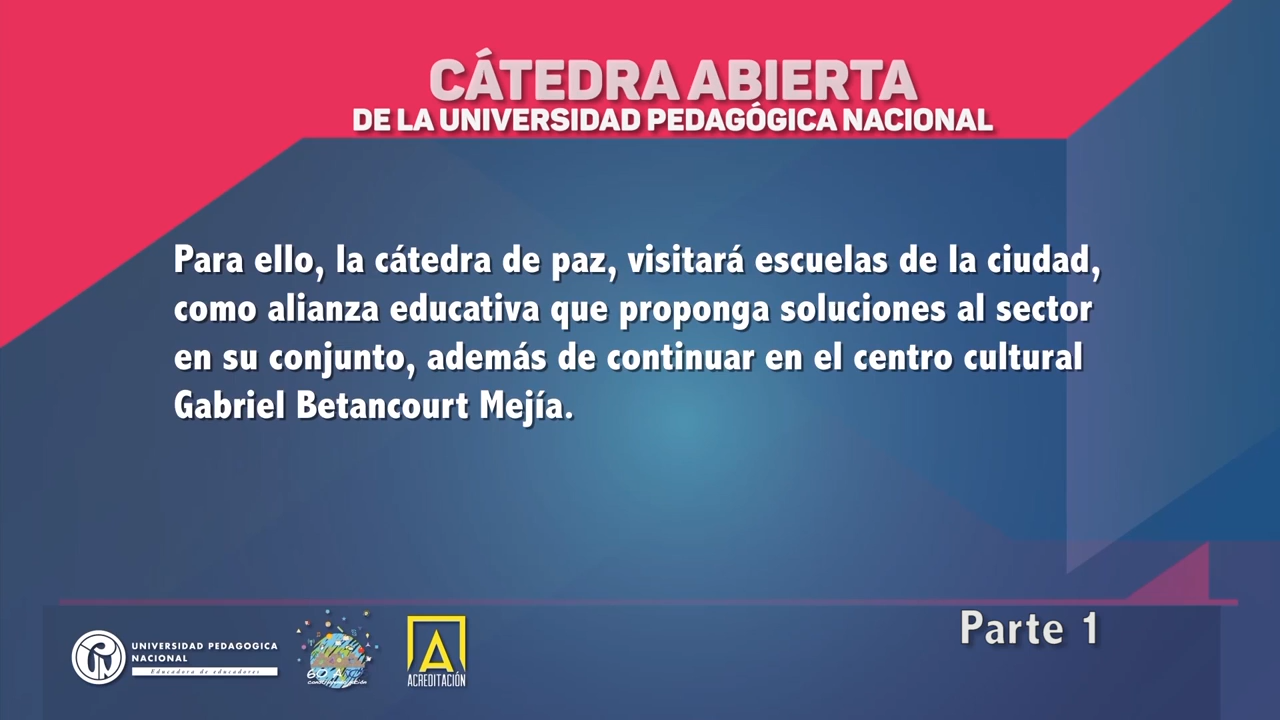 CÁTEDRA ABIERTA
DE LA UNIVERSIDAD PEDAGÓGICA NACIONAL
Para ello, la cátedra de paz, visitará escuelas de la ciudad,
como alianza educativa que proponga soluciones al sector
en su conjunto, además de continuar en el centro cultural
Gabriel Betancourt Mejía.
Parte 1
UNIVERSIDAD PEDAGOGICA
NACIONAL
Educadora de educadores
60
ACREDITACIÓN